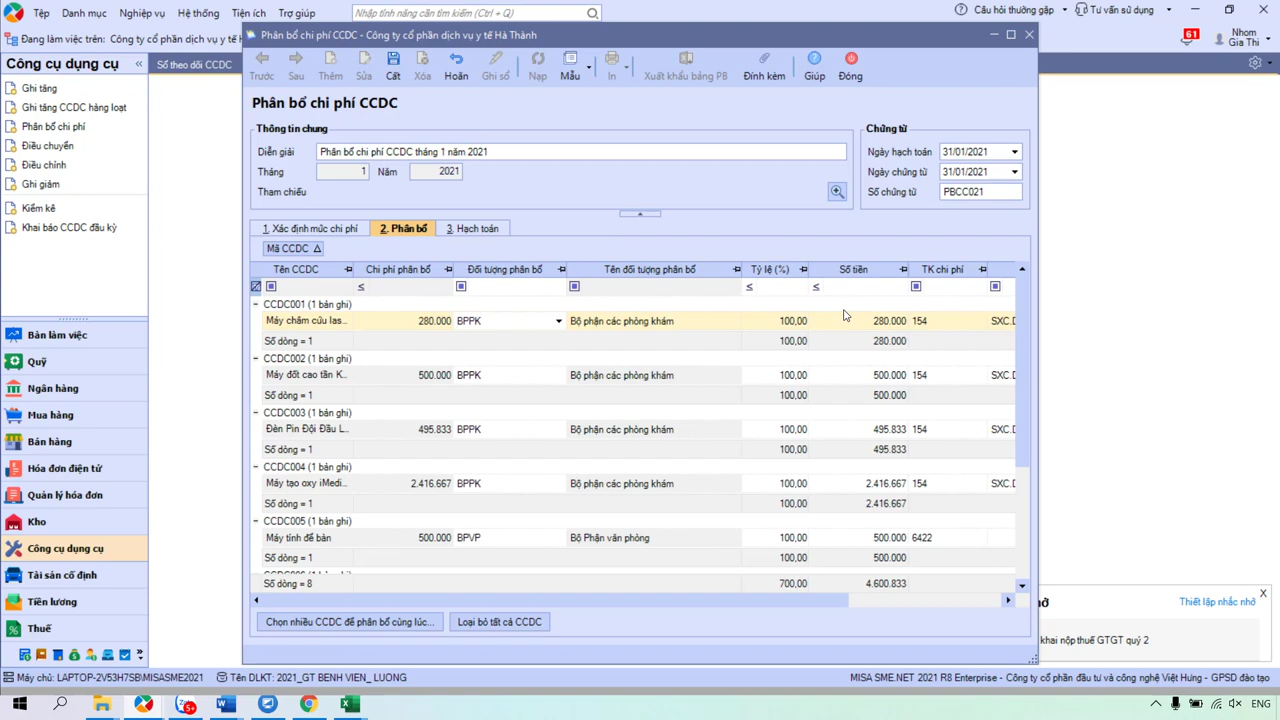 Tệp Danh mục Nghiệp vụ Hệ thống Tiện ích Trợ giúp Nhập tính năng cần tìm kiếm (Ctrl + Q) Câu hỏi thường gặp Tư vấn sử dụng
Đang làm việc trên: Công ty cổ phần dịch vụ y tế H 61 Nhom Gia Thi
Công cụ dụng cụ «
Sổ theo dõi CCDC
Ghi tăng
Ghi tăng CCDC hàng loạt
Phân bổ chi phí
Điều chuyển
Điều chỉnh
Ghi giảm
Kiểm kê
Khai báo CCDC đầu kỳ
Bàn làm việc
Quỹ
Ngân hàng
Mua hàng
Bán hàng
Hóa đơn điện tử
Quản lý hóa đơn
Kho
Công cụ dụng cụ
Tài sản cố định
Tiền lương
Thuế
Phân bổ chi phí CCDC - Công ty cổ phần dịch vụ y tế Hà Thành
Trước Sau Thêm Sửa Cất Xóa Hoãn Ghi sổ Nạp Mẫu In Xuất khẩu bảng PB Đính kèm Giúp Đóng
Phân bổ chi phí CCDC
Thông tin chung
Diễn giải Phân bổ chi phí CCDC tháng 1 năm 2021
Tháng 1 Năm 2021
Tham chiếu
Chứng từ
Ngày hạch toán 31/01/2021
Ngày chứng từ 31/01/2021
Số chứng từ PBCC021
1. Xác định mức chi phí 2. Phân bổ 3. Hạch toán
Mã CCDC
Tên CCDC Chi phí phân bổ Đối tượng phân bổ Tên đối tượng phân bổ Tỷ lệ (%) Số tiền TK chi phí
≤ ≤ ≤
CCDC001 (1 bản ghi)
Máy châm cứu las... 280.000 BPPK Bộ phận các phòng khám 100,00 280.000 154 SXC.D
Số dòng = 1 100,00 280.000
CCDC002 (1 bản ghi)
Máy đốt cao tần K... 500.000 BPPK Bộ phận các phòng khám 100,00 500.000 154 SXC.D
Số dòng = 1 100,00 500.000
CCDC003 (1 bản ghi)
Đèn Pin Đội Đầu L... 495.833 BPPK Bộ phận các phòng khám 100,00 495.833 154 SXC.D
Số dòng = 1 100,00 495.833
CCDC004 (1 bản ghi)
Máy tạo oxy iMedi... 2.416.667 BPPK Bộ phận các phòng khám 100,00 2.416.667 154 SXC.D
Số dòng = 1 100,00 2.416.667
CCDC005 (1 bản ghi)
Máy tính để bàn 500.000 BPVP Bộ Phận văn phòng 100,00 500.000 6422
Số dòng = 1 100,00 500.000
Số dòng = 8 700,00 4.600.833
Chọn nhiều CCDC để phân bổ cùng lúc... Loại bỏ tất cả CCDC
hở Thiết lập nhắc nhở X
khai nộp thuế GTGT quý 2
Máy chủ: LAPTOP-2V53H7SB\MISASME2021 Tên DLKT: 2021_GT BENH VIEN_ LUONG MISA SME.NET 2021 R8 Enterprise - Công ty cổ phần đầu tư và công nghệ Việt Hưng - GPSD đào tạo
5+ ENG